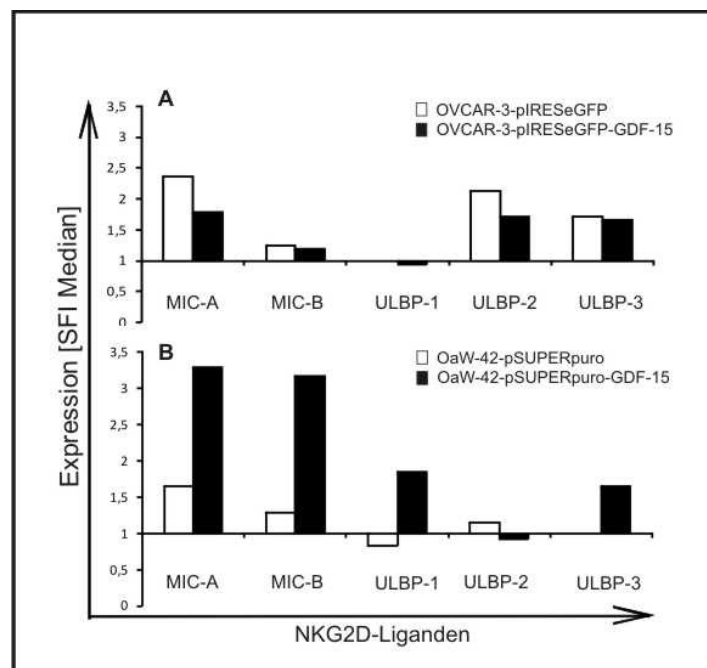 A
OVCAR-3-pIRESeGFP
OVCAR-3-pIRESeGFP-GDF-15
3,5
3
2,5
2
1,5
1
0,5
0
MIC-A MIC-B ULBP-1 ULBP-2 ULBP-3
Expression [SFI Median]
B
OaW-42-pSUPERpuro
OaW-42-pSUPERpuro-GDF-15
3,5
3
2,5
2
1,5
1
0,5
0
MIC-A MIC-B ULBP-1 ULBP-2 ULBP-3
NKG2D-Liganden